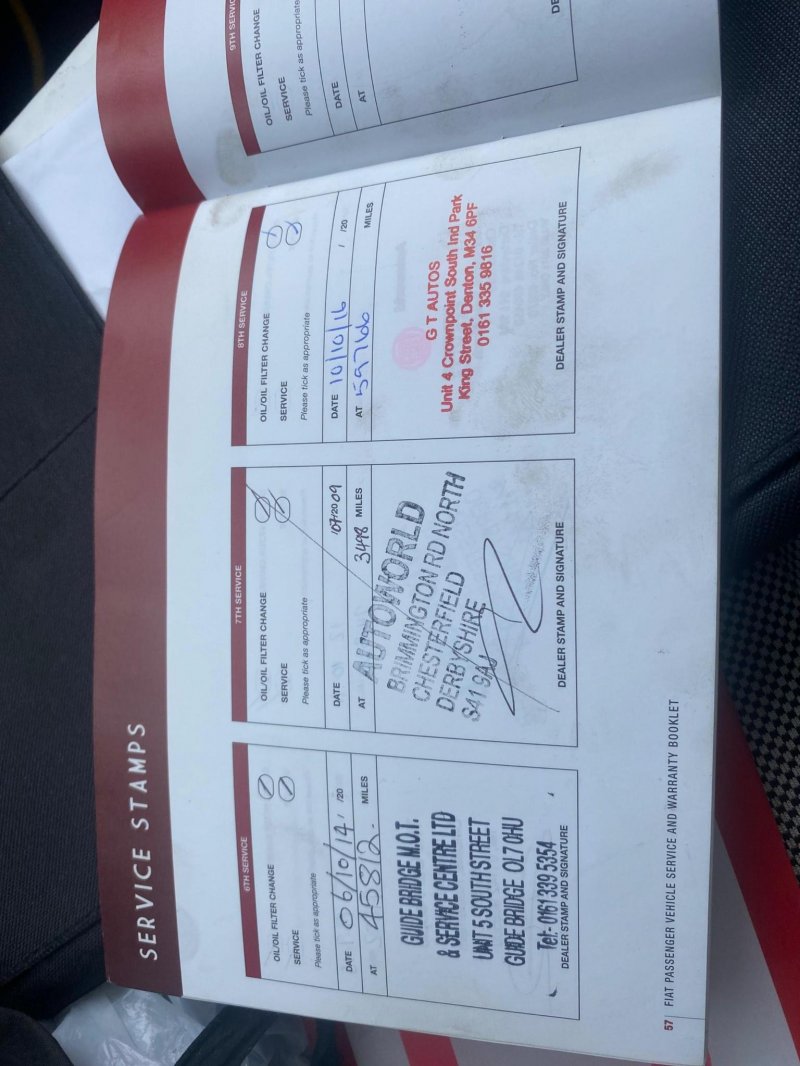 SERVICE STAMPS
6TH SERVICE
OIL/OIL FILTER CHANGE
SERVICE
Please tick as appropriate
DATE 06/10/14 /20
AT 45812. MILES
GUIDE BRIDGE M.O.T.
& SERVICE CENTRE LTD
UNIT 5 SOUTH STREET
GUIDE BRIDGE OL7 0HU
Tel:- 0161 339 5354
DEALER STAMP AND SIGNATURE
7TH SERVICE
OIL/OIL FILTER CHANGE
SERVICE
Please tick as appropriate
DATE /07/2009
AT 3498 MILES
AUTOWORLD
BRIMMINGTON RD NORTH
CHESTERFIELD
DERBYSHIRE
S41 9AJ
DEALER STAMP AND SIGNATURE
8TH SERVICE
OIL/OIL FILTER CHANGE
SERVICE
Please tick as appropriate
DATE 10/10/16 / /20
AT 59766 MILES
G T AUTOS
Unit 4 Crownpoint South Ind Park
King Street, Denton, M34 6PF
0161 335 9816
DEALER STAMP AND SIGNATURE
57 | FIAT PASSENGER VEHICLE SERVICE AND WARRANTY BOOKLET
9TH SERVIC
OIL/OIL FILTER CHANGE
SERVICE
Please tick as appropriate
DATE
AT
DE